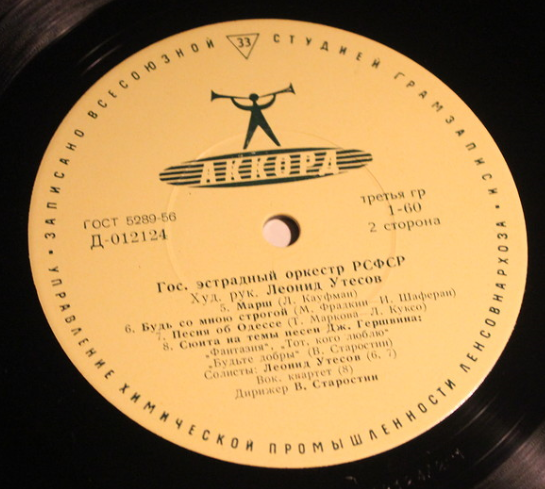 ЗАПИСАНО ВСЕСОЮЗНОЙ 33 СТУДИЕЙ ГРАМЗАПИСИ
АККОРД
ГОСТ 5289-56
Д-012124
третья гр
1-60
2 сторона
Гос. эстрадный оркестр РСФСР
Худ. рук. Леонид Утесов
5. Марш (Л. Кауфман)
6. Будь со мною строгой (М. Фрадкин — И. Шаферан)
7. Песня об Одессе (Т. Маркова—Л. Куксо)
8. Сюита на темы песен Дж. Гершвина:
„Фантазия", „Тот, кого люблю"
„Будьте добры" (В. Старостин)
Солисты: Леонид Утесов (6, 7)
Вок. квартет (8)
Дирижер В. Старостин
УПРАВЛЕНИЕ ХИМИЧЕСКОЙ ПРОМЫШЛЕННОСТИ ЛЕНСОВНАРХОЗА